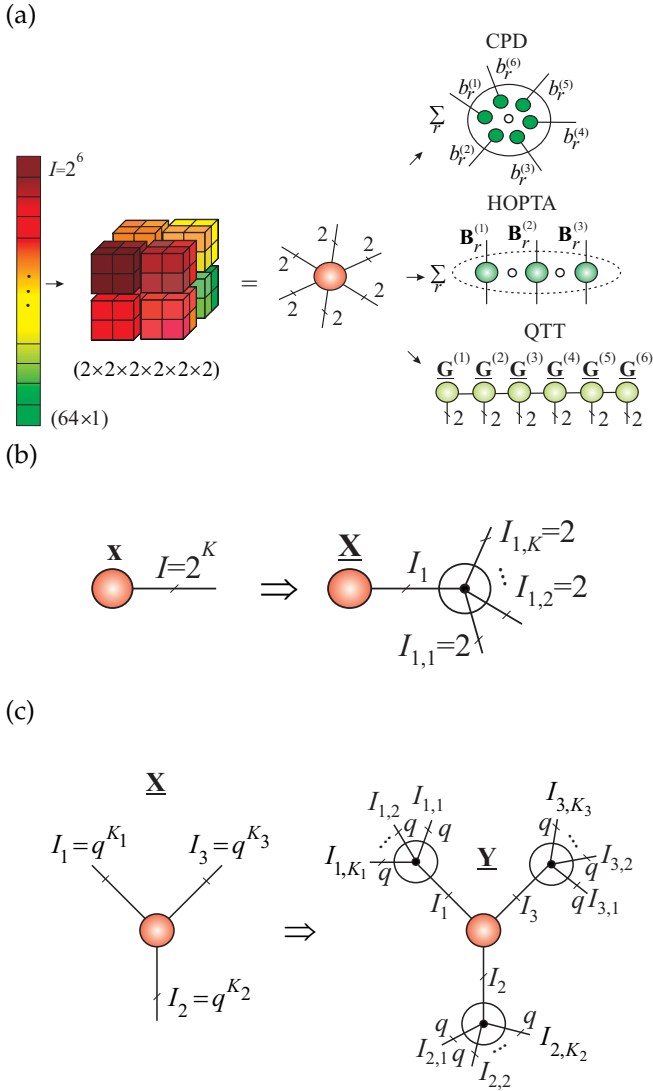 (a)
CPD
b_r^{(6)}
b_r^{(1)} b_r^{(5)}
∑_r
b_r^{(4)}
b_r^{(2)} b_r^{(3)}
I=2^6
HOPTA
B_r^{(1)} B_r^{(2)} B_r^{(3)}
∑_r
= 2 2 2 2 2 2
QTT
G^{(1)} G^{(2)} G^{(3)} G^{(4)} G^{(5)} G^{(6)}
2 2 2 2 2 2
(2×2×2×2×2×2)
(64×1)
(b)
x
I=2^K
⇒
X
I_1
I_{1,K}=2
I_{1,2}=2
I_{1,1}=2
(c)
X
I_1=q^{K_1} I_3=q^{K_3}
I_2=q^{K_2}
⇒
Y
I_{1,2} I_{1,1}
q q
I_{1,K_1} q
I_1
I_{3,K_3}
q
q I_{3,2}
q I_{3,1}
I_3
I_2
q q
I_{2,1} q I_{2,K_2}
I_{2,2}